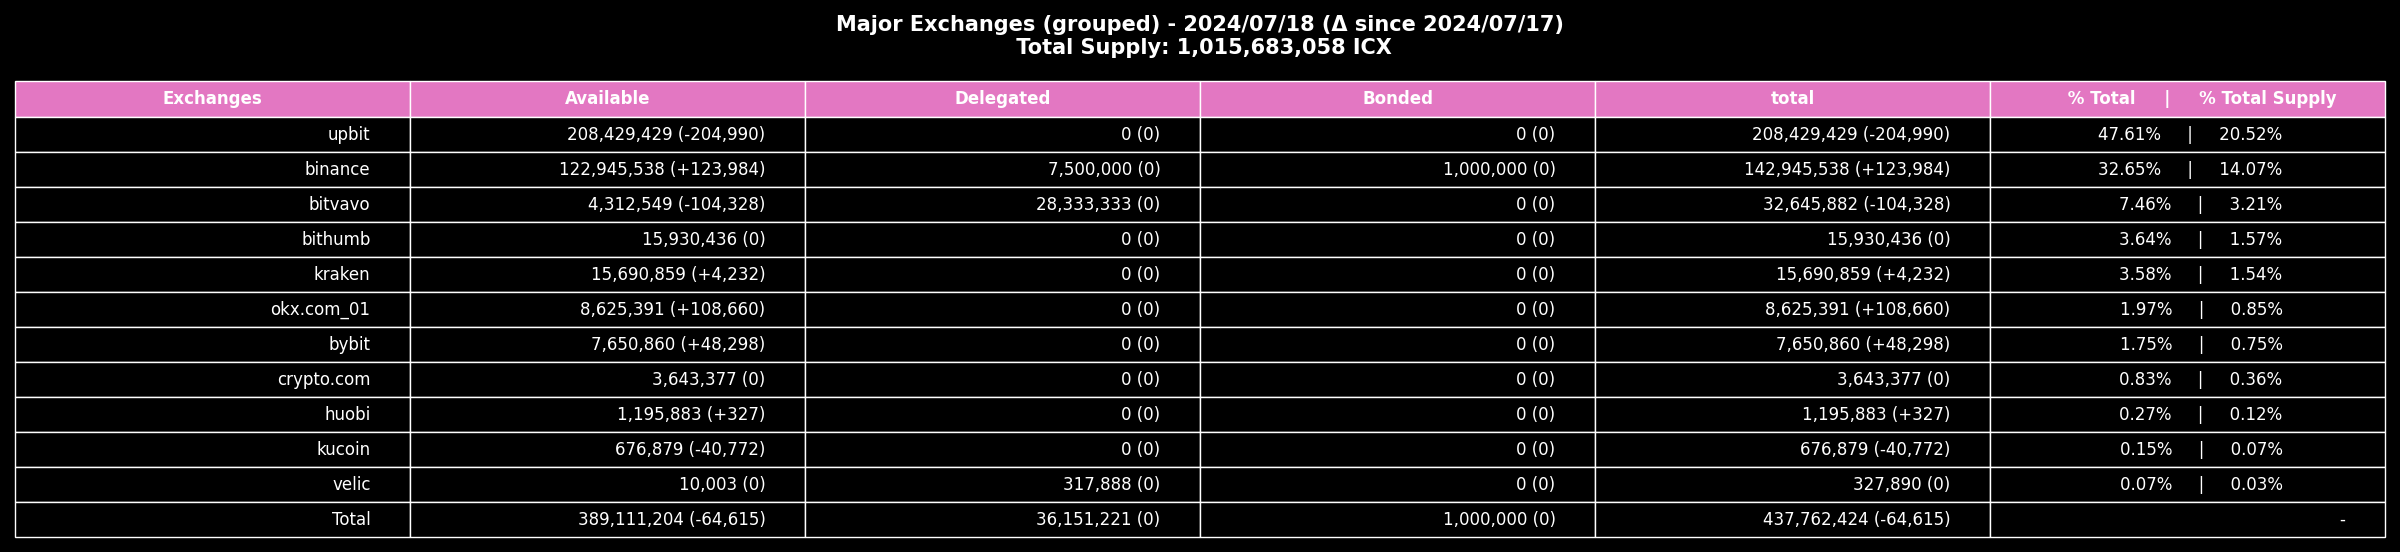 Major Exchanges (grouped) - 2024/07/18 (Δ since 2024/07/17)
Total Supply: 1,015,683,058 ICX
Exchanges Available Delegated Bonded total % Total | % Total Supply
upbit 208,429,429 (-204,990) 0 (0) 0 (0) 208,429,429 (-204,990) 47.61% | 20.52%
binance 122,945,538 (+123,984) 7,500,000 (0) 1,000,000 (0) 142,945,538 (+123,984) 32.65% | 14.07%
bitvavo 4,312,549 (-104,328) 28,333,333 (0) 0 (0) 32,645,882 (-104,328) 7.46% | 3.21%
bithumb 15,930,436 (0) 0 (0) 0 (0) 15,930,436 (0) 3.64% | 1.57%
kraken 15,690,859 (+4,232) 0 (0) 0 (0) 15,690,859 (+4,232) 3.58% | 1.54%
okx.com_01 8,625,391 (+108,660) 0 (0) 0 (0) 8,625,391 (+108,660) 1.97% | 0.85%
bybit 7,650,860 (+48,298) 0 (0) 0 (0) 7,650,860 (+48,298) 1.75% | 0.75%
crypto.com 3,643,377 (0) 0 (0) 0 (0) 3,643,377 (0) 0.83% | 0.36%
huobi 1,195,883 (+327) 0 (0) 0 (0) 1,195,883 (+327) 0.27% | 0.12%
kucoin 676,879 (-40,772) 0 (0) 0 (0) 676,879 (-40,772) 0.15% | 0.07%
velic 10,003 (0) 317,888 (0) 0 (0) 327,890 (0) 0.07% | 0.03%
Total 389,111,204 (-64,615) 36,151,221 (0) 1,000,000 (0) 437,762,424 (-64,615) -